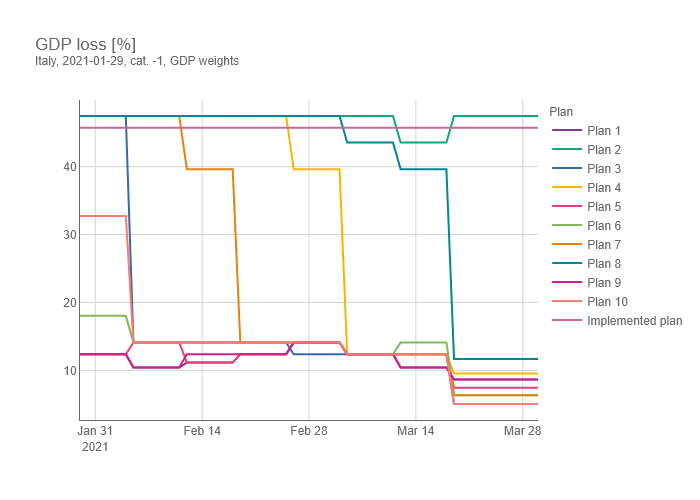 GDP loss [%]
Italy, 2021-01-29, cat. -1, GDP weights
Plan
Plan 1
Plan 2
Plan 3
Plan 4
Plan 5
Plan 6
Plan 7
Plan 8
Plan 9
Plan 10
Implemented plan
40
30
20
10
Jan 31 Feb 14 Feb 28 Mar 14 Mar 28
2021